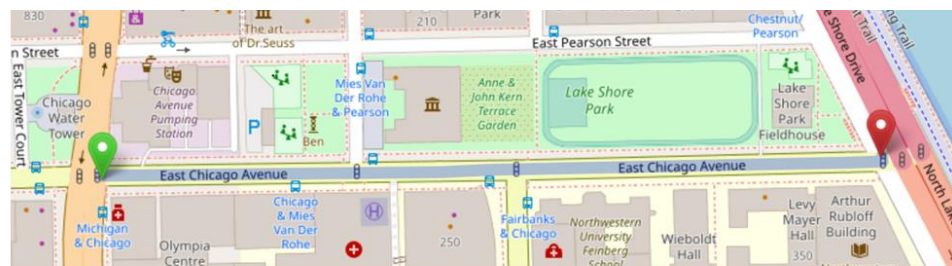 830
The art
of Dr.Seuss
210
Park
Chestnut/
Pearson
n Street
East Pearson Street
Shore Drive
Trail
East Tower Court
Chicago
Water
Tower
Chicago
Avenue
Pumping
Station
P
Ben
Mies Van
Der Rohe
& Pearson
Anne &
John Kern
Terrace
Garden
Lake Shore
Park
Lake
Shore
Park
Fieldhouse
East Chicago Avenue
East Chicago Avenue
Michigan
& Chicago
Olympia
Centre
Chicago
& Mies
Van Der
Rohe
H
250
Fairbanks
& Chicago
Northwestern
University
Feinberg
School
Wieboldt
Hall
Levy
Mayer
Hall
350
Arthur
Rubloff
Building
North La